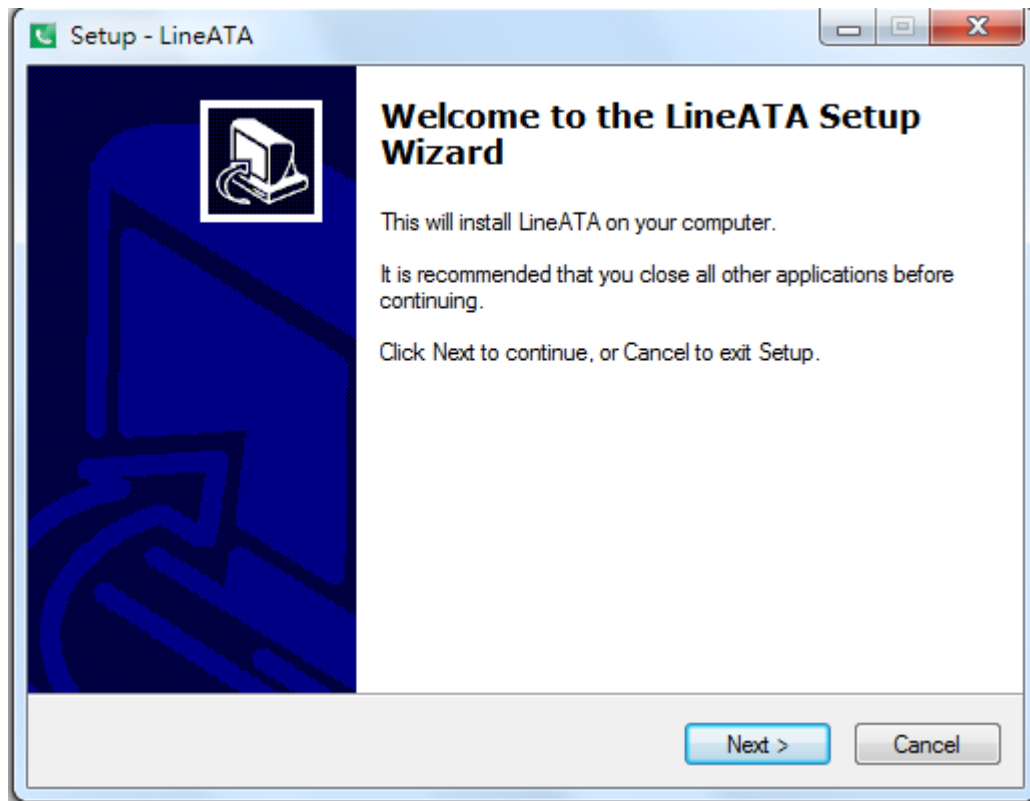 Setup - LineATA
Welcome to the LineATA Setup
Wizard
This will install LineATA on your computer.
It is recommended that you close all other applications before
continuing.
Click Next to continue, or Cancel to exit Setup.
Next >
Cancel